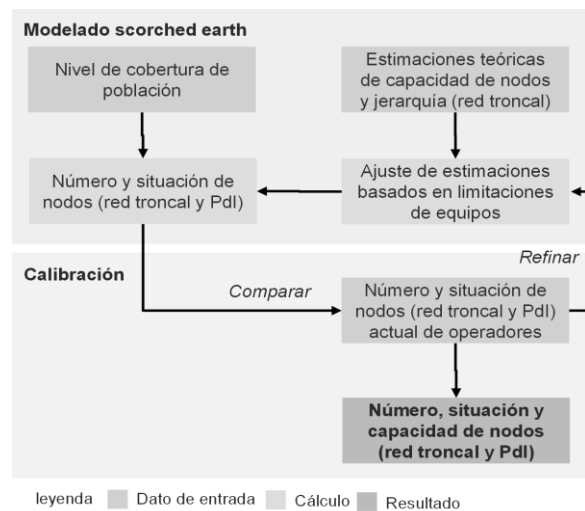 Modelado scorched earth
Nivel de cobertura de
población
Estimaciones teóricas
de capacidad de nodos
y jerarquía (red troncal)
Número y situación de
nodos (red troncal y PdI)
Ajuste de estimaciones
basados en limitaciones
de equipos
Calibración
Refinar
Comparar
Número y situación de
nodos (red troncal y PdI)
actual de operadores
Número, situación y
capacidad de nodos
(red troncal y PdI)
leyenda
Dato de entrada
Cálculo
Resultado